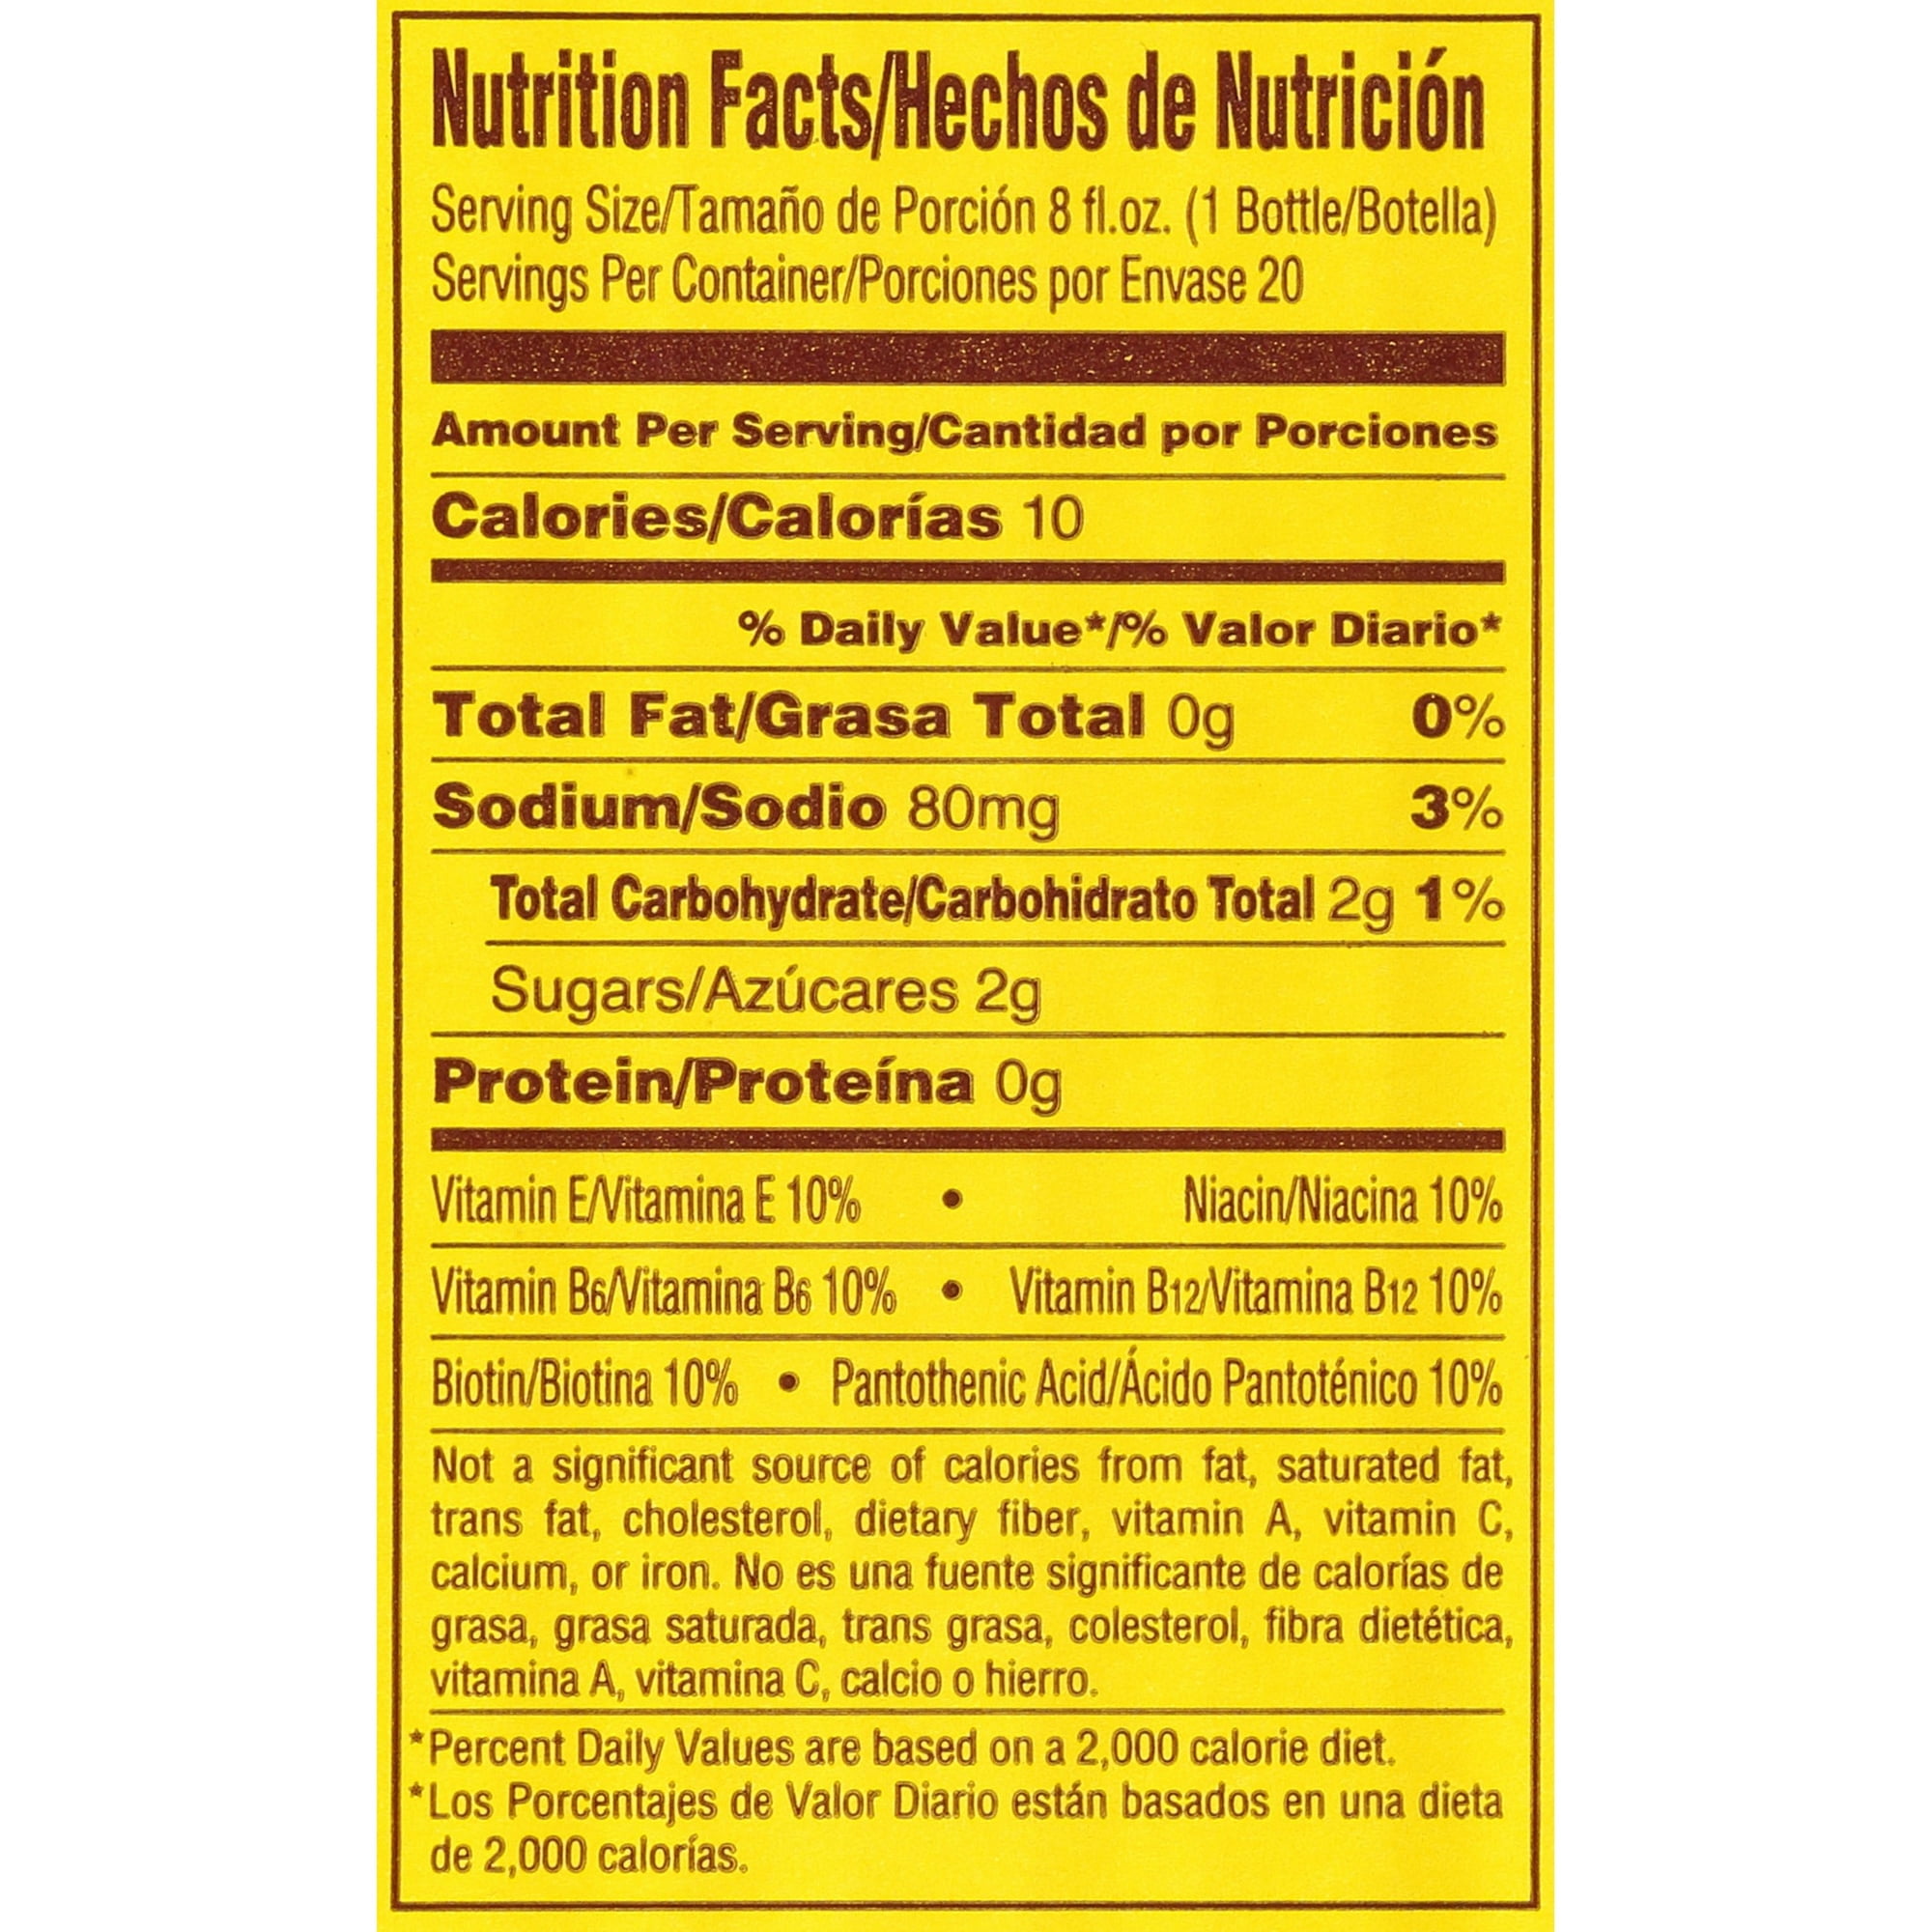 Nutrition Facts/Hechos de Nutrición
Serving Size/Tamaño de Porción 8 fl.oz. (1 Bottle/Botella)
Servings Per Container/Porciones por Envase 20
Amount Per Serving/Cantidad por Porciones
Calories/Calorías 10
% Daily Value*/% Valor Diario*
Total Fat/Grasa Total 0g 0%
Sodium/Sodio 80mg 3%
Total Carbohydrate/Carbohidrato Total 2g 1%
Sugars/Azúcares 2g
Protein/Proteína 0g
Vitamin E/Vitamina E 10% • Niacin/Niacina 10%
Vitamin B6/Vitamina B6 10% • Vitamin B12/Vitamina B12 10%
Biotin/Biotina 10% • Pantothenic Acid/Ácido Pantoténico 10%
Not a significant source of calories from fat, saturated fat,
trans fat, cholesterol, dietary fiber, vitamin A, vitamin C,
calcium, or iron. No es una fuente significante de calorías de
grasa, grasa saturada, trans grasa, colesterol, fibra dietética,
vitamina A, vitamina C, calcio o hierro.
*Percent Daily Values are based on a 2,000 calorie diet.
*Los Porcentajes de Valor Diario están basados en una dieta
de 2,000 calorías.